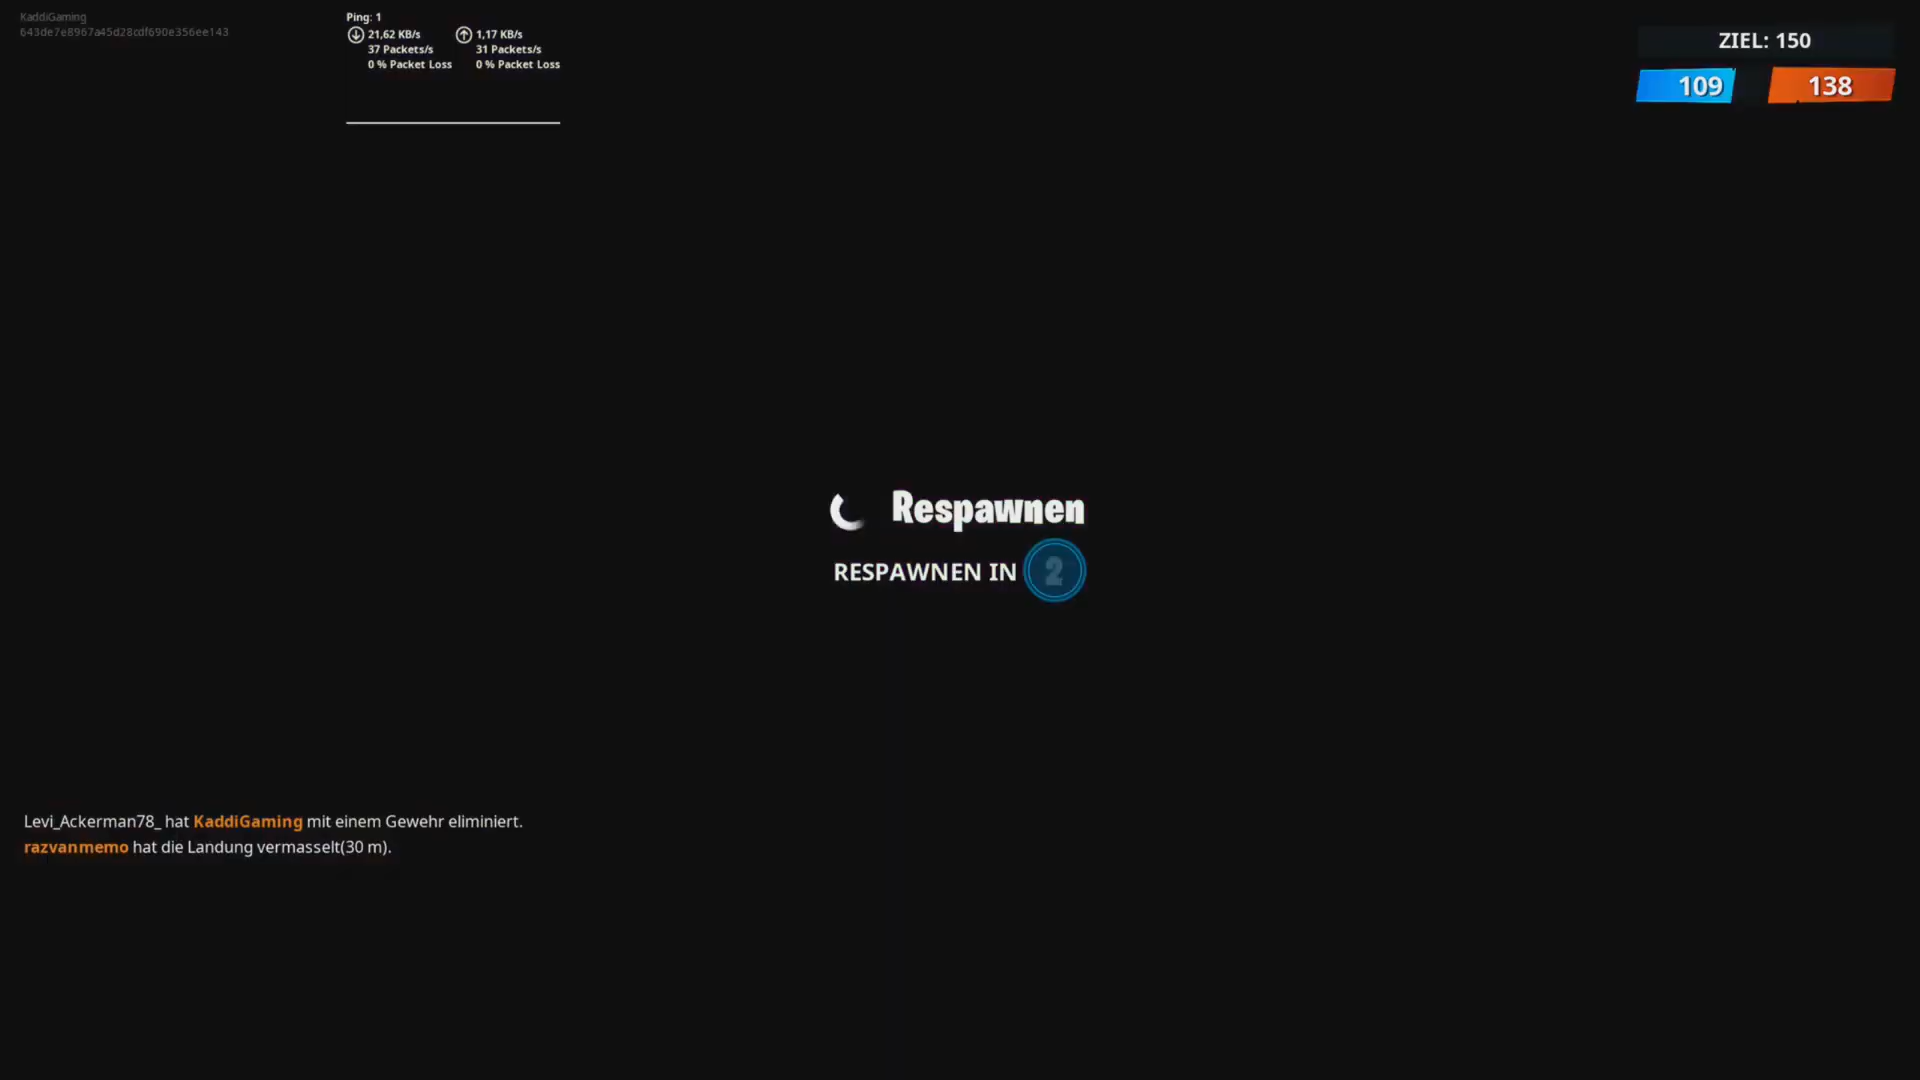 KaddiGaming
643de7e8967a45d28cdf690e356ee143
Ping: 1
21,62 KB/s
37 Packets/s
0 % Packet Loss
1,17 KB/s
31 Packets/s
0 % Packet Loss
ZIEL: 150
109
138
Respawnen
RESPAWNEN IN 2
Levi_Ackerman78_ hat KaddiGaming mit einem Gewehr eliminiert.
razvanmemo hat die Landung vermasselt(30 m).